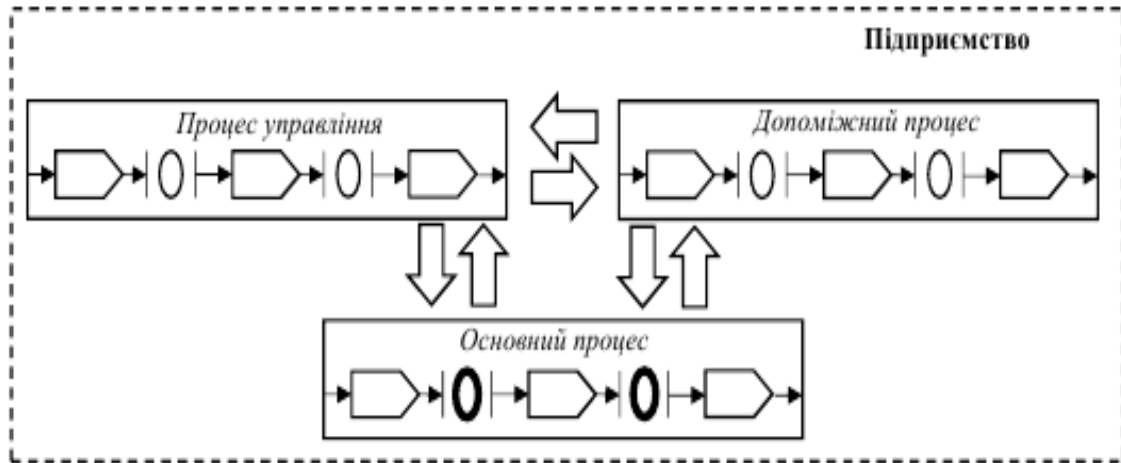 Підприємство
Процес управління
Допоміжний процес
Основний процес